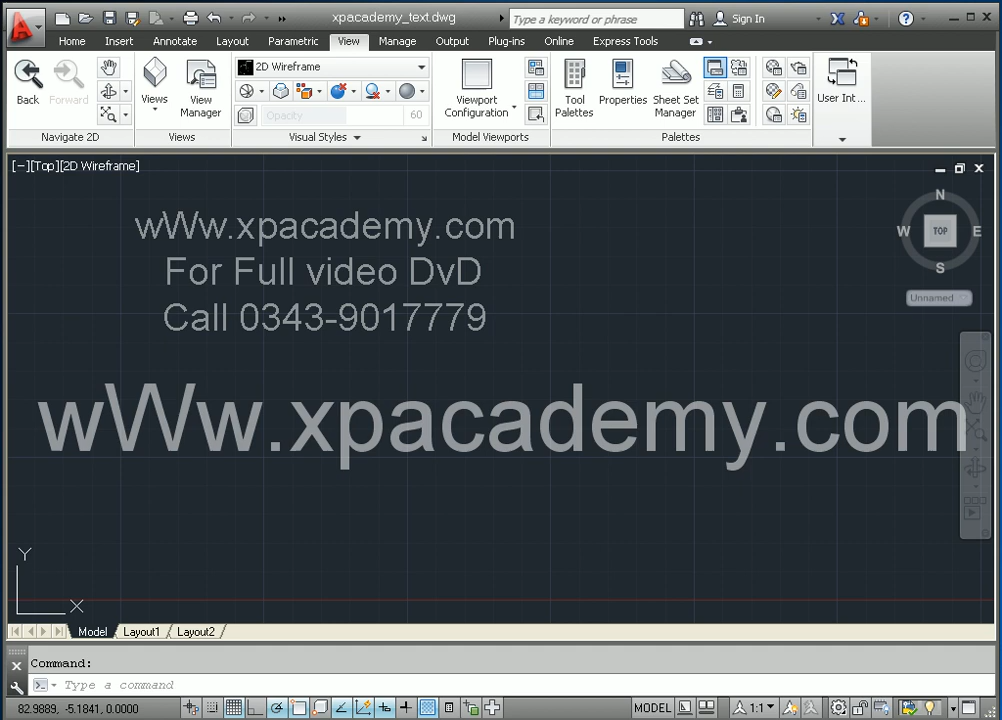 xpacademy_text.dwg
Type a keyword or phrase
Sign In
Home Insert Annotate Layout Parametric View Manage Output Plug-ins Online Express Tools
2D Wireframe
Back Forward
Views
View Manager
Opacity 60
Viewport Configuration
Tool Palettes
Properties
Sheet Set Manager
User Int...
Navigate 2D
Views
Visual Styles
Model Viewports
Palettes
[−][Top][2D Wireframe]
N
W TOP E
S
Unnamed
wWw.xpacademy.com
For Full video DvD
Call 0343-9017779
wWw.xpacademy.com
Y
X
Model Layout1 Layout2
Command:
Type a command
82.9889, -5.1841, 0.0000
MODEL
1:1